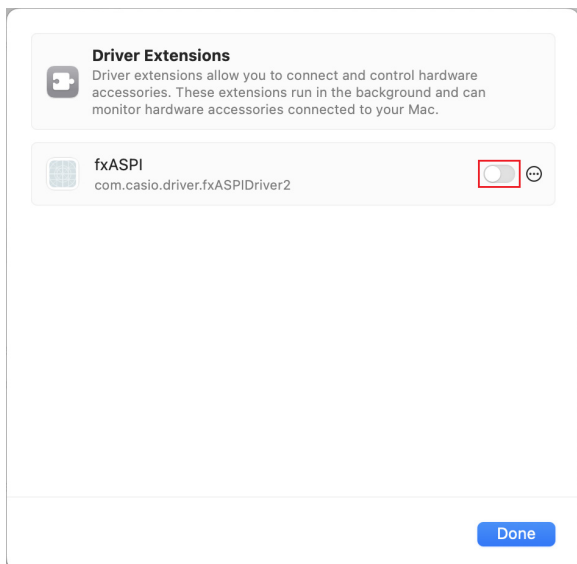 Driver Extensions
Driver extensions allow you to connect and control hardware
accessories. These extensions run in the background and can
monitor hardware accessories connected to your Mac.
fxASPI
com.casio.driver.fxASPIDriver2
Done